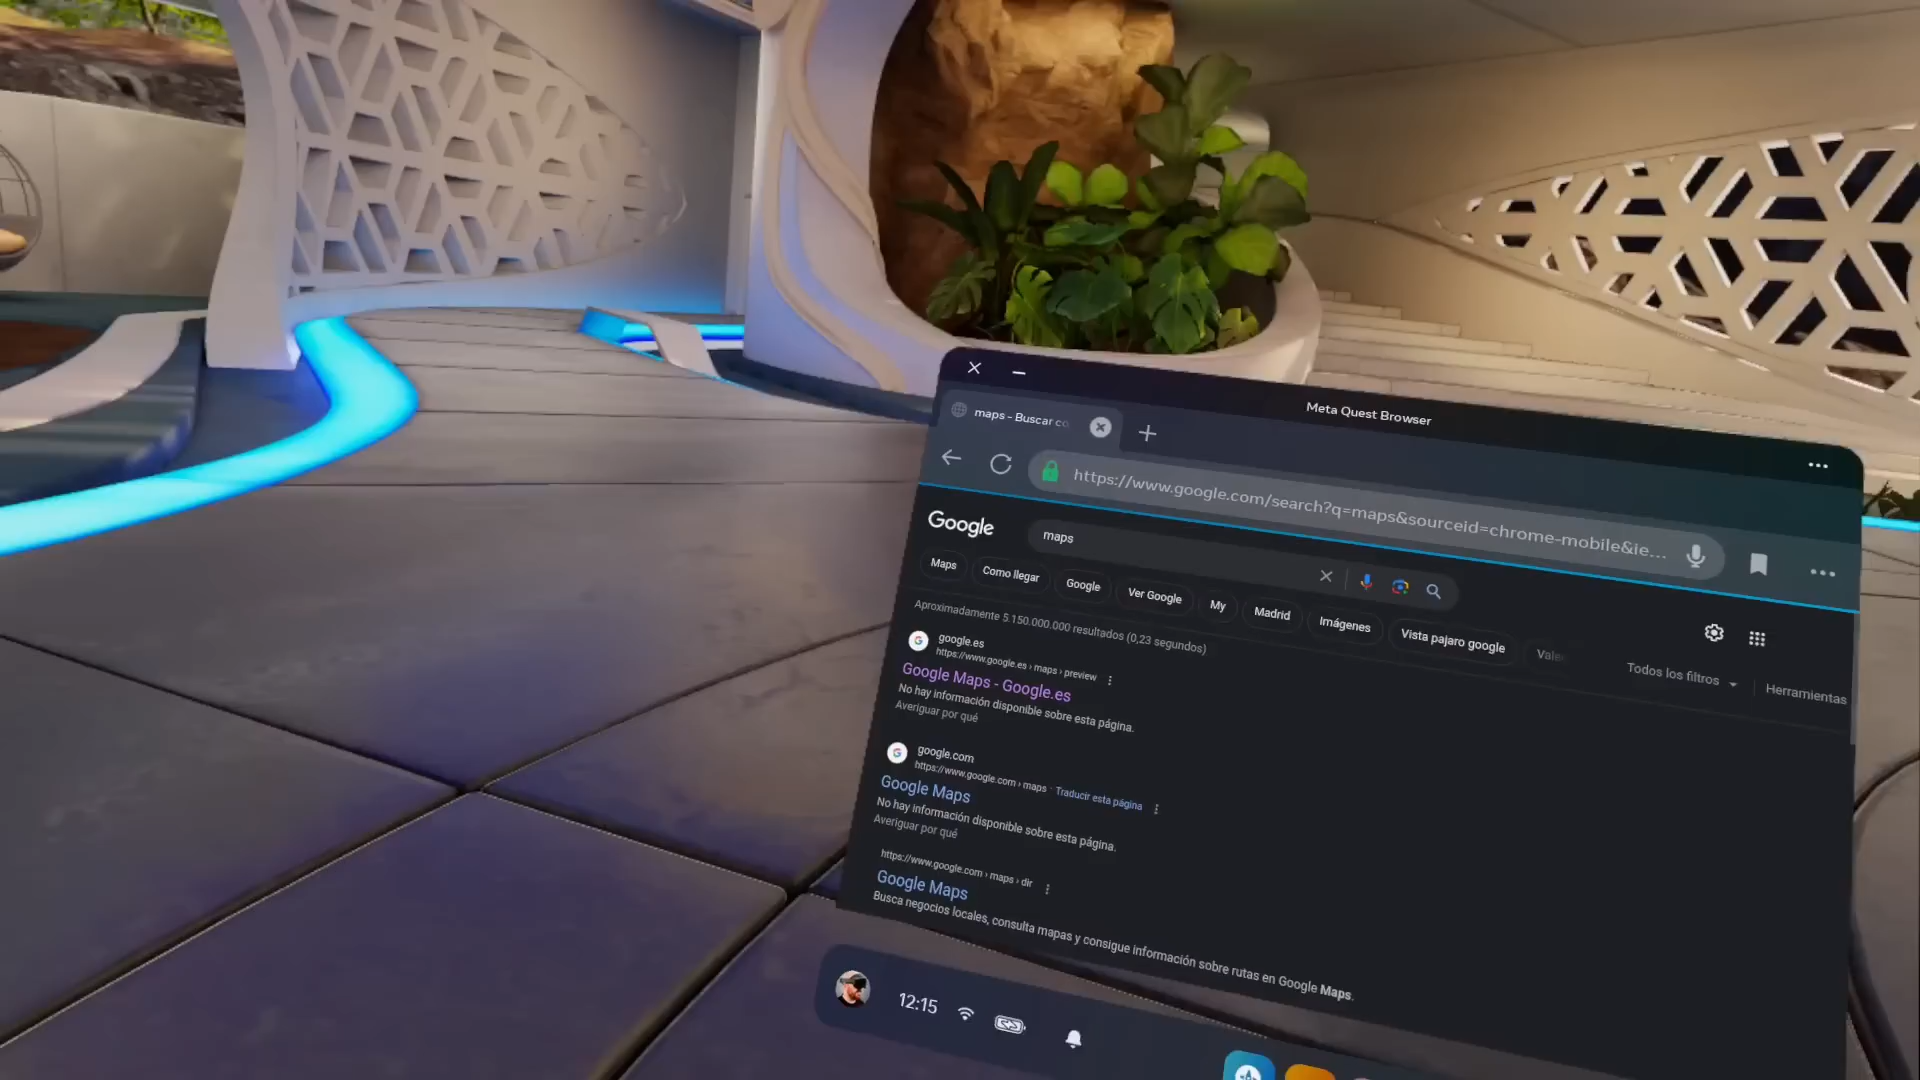 Meta Quest Browser
maps - Buscar co
https://www.google.com/search?q=maps&sourceid=chrome-mobile&ie...
Google
maps
Maps
Como llegar
Google
Ver Google
My
Madrid
Imágenes
Vista pajaro google
Vale
Todos los filtros
Herramientas
Aproximadamente 5.150.000.000 resultados (0,23 segundos)
google.es
https://www.google.es › maps › preview
Google Maps - Google.es
No hay información disponible sobre esta página.
Averiguar por qué
google.com
https://www.google.com › maps · Traducir esta página
Google Maps
No hay información disponible sobre esta página.
Averiguar por qué
https://www.google.com › maps › dir
Google Maps
Busca negocios locales, consulta mapas y consigue información sobre rutas en Google Maps.
12:15